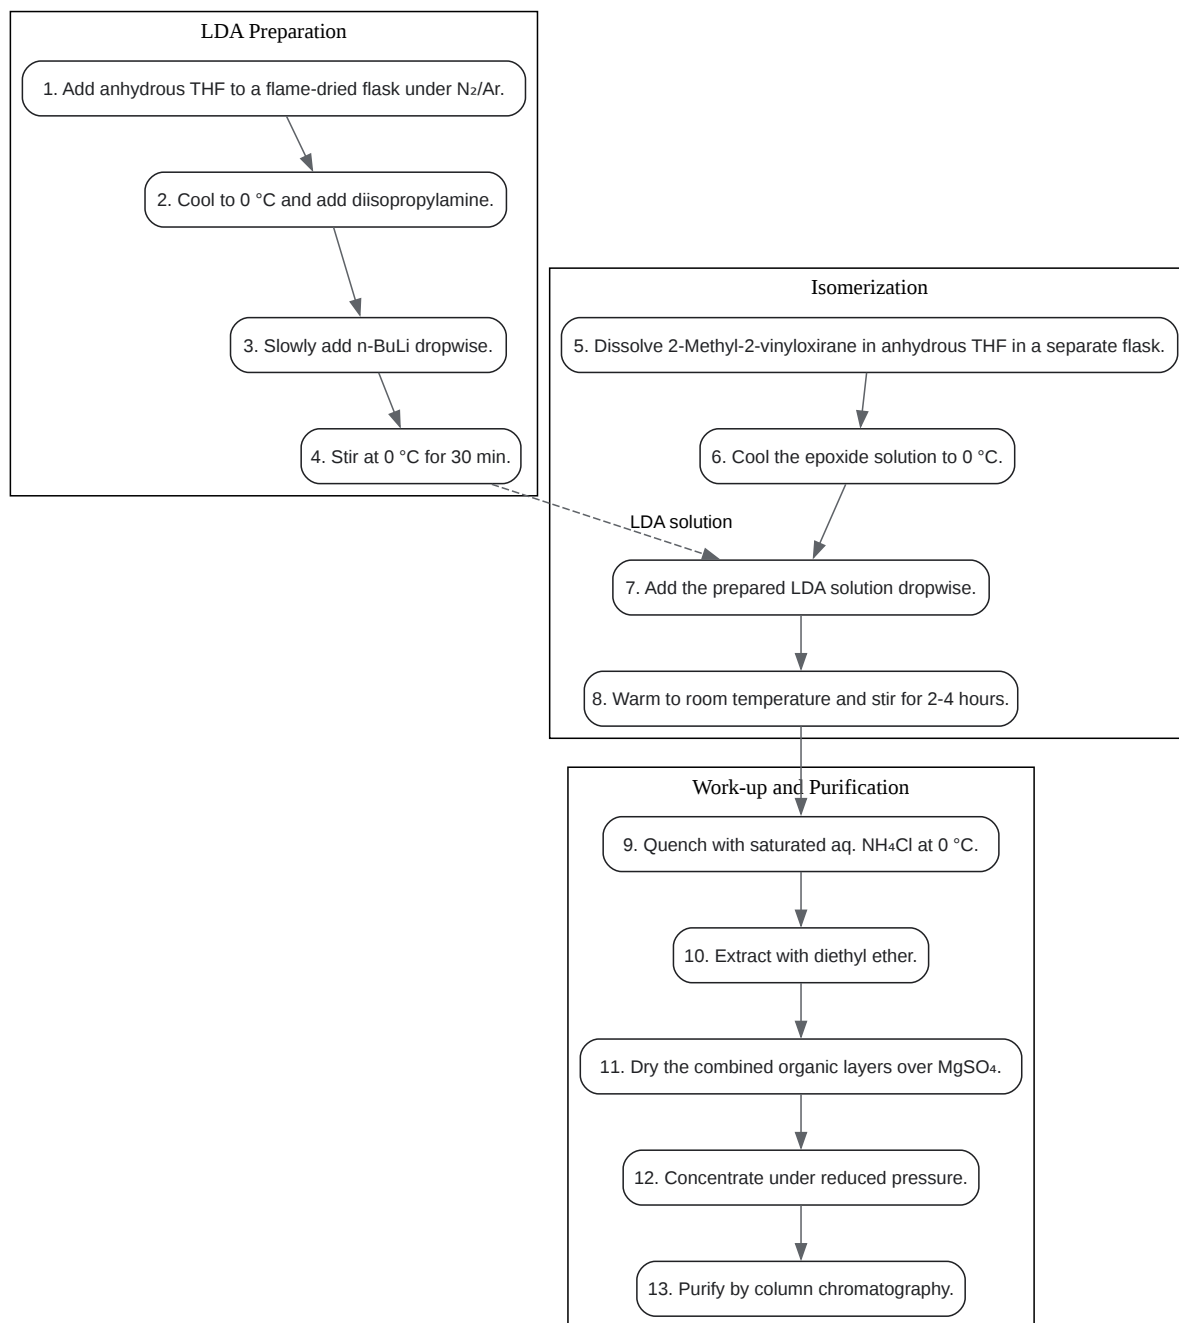 LDA Preparation
1. Add anhydrous THF to a flame-dried flask under N₂/Ar.
2. Cool to 0 °C and add diisopropylamine.
3. Slowly add n-BuLi dropwise.
4. Stir at 0 °C for 30 min.
LDA solution
Isomerization
5. Dissolve 2-Methyl-2-vinyloxirane in anhydrous THF in a separate flask.
6. Cool the epoxide solution to 0 °C.
7. Add the prepared LDA solution dropwise.
8. Warm to room temperature and stir for 2-4 hours.
Work-up and Purification
9. Quench with saturated aq. NH₄Cl at 0 °C.
10. Extract with diethyl ether.
11. Dry the combined organic layers over MgSO₄.
12. Concentrate under reduced pressure.
13. Purify by column chromatography.